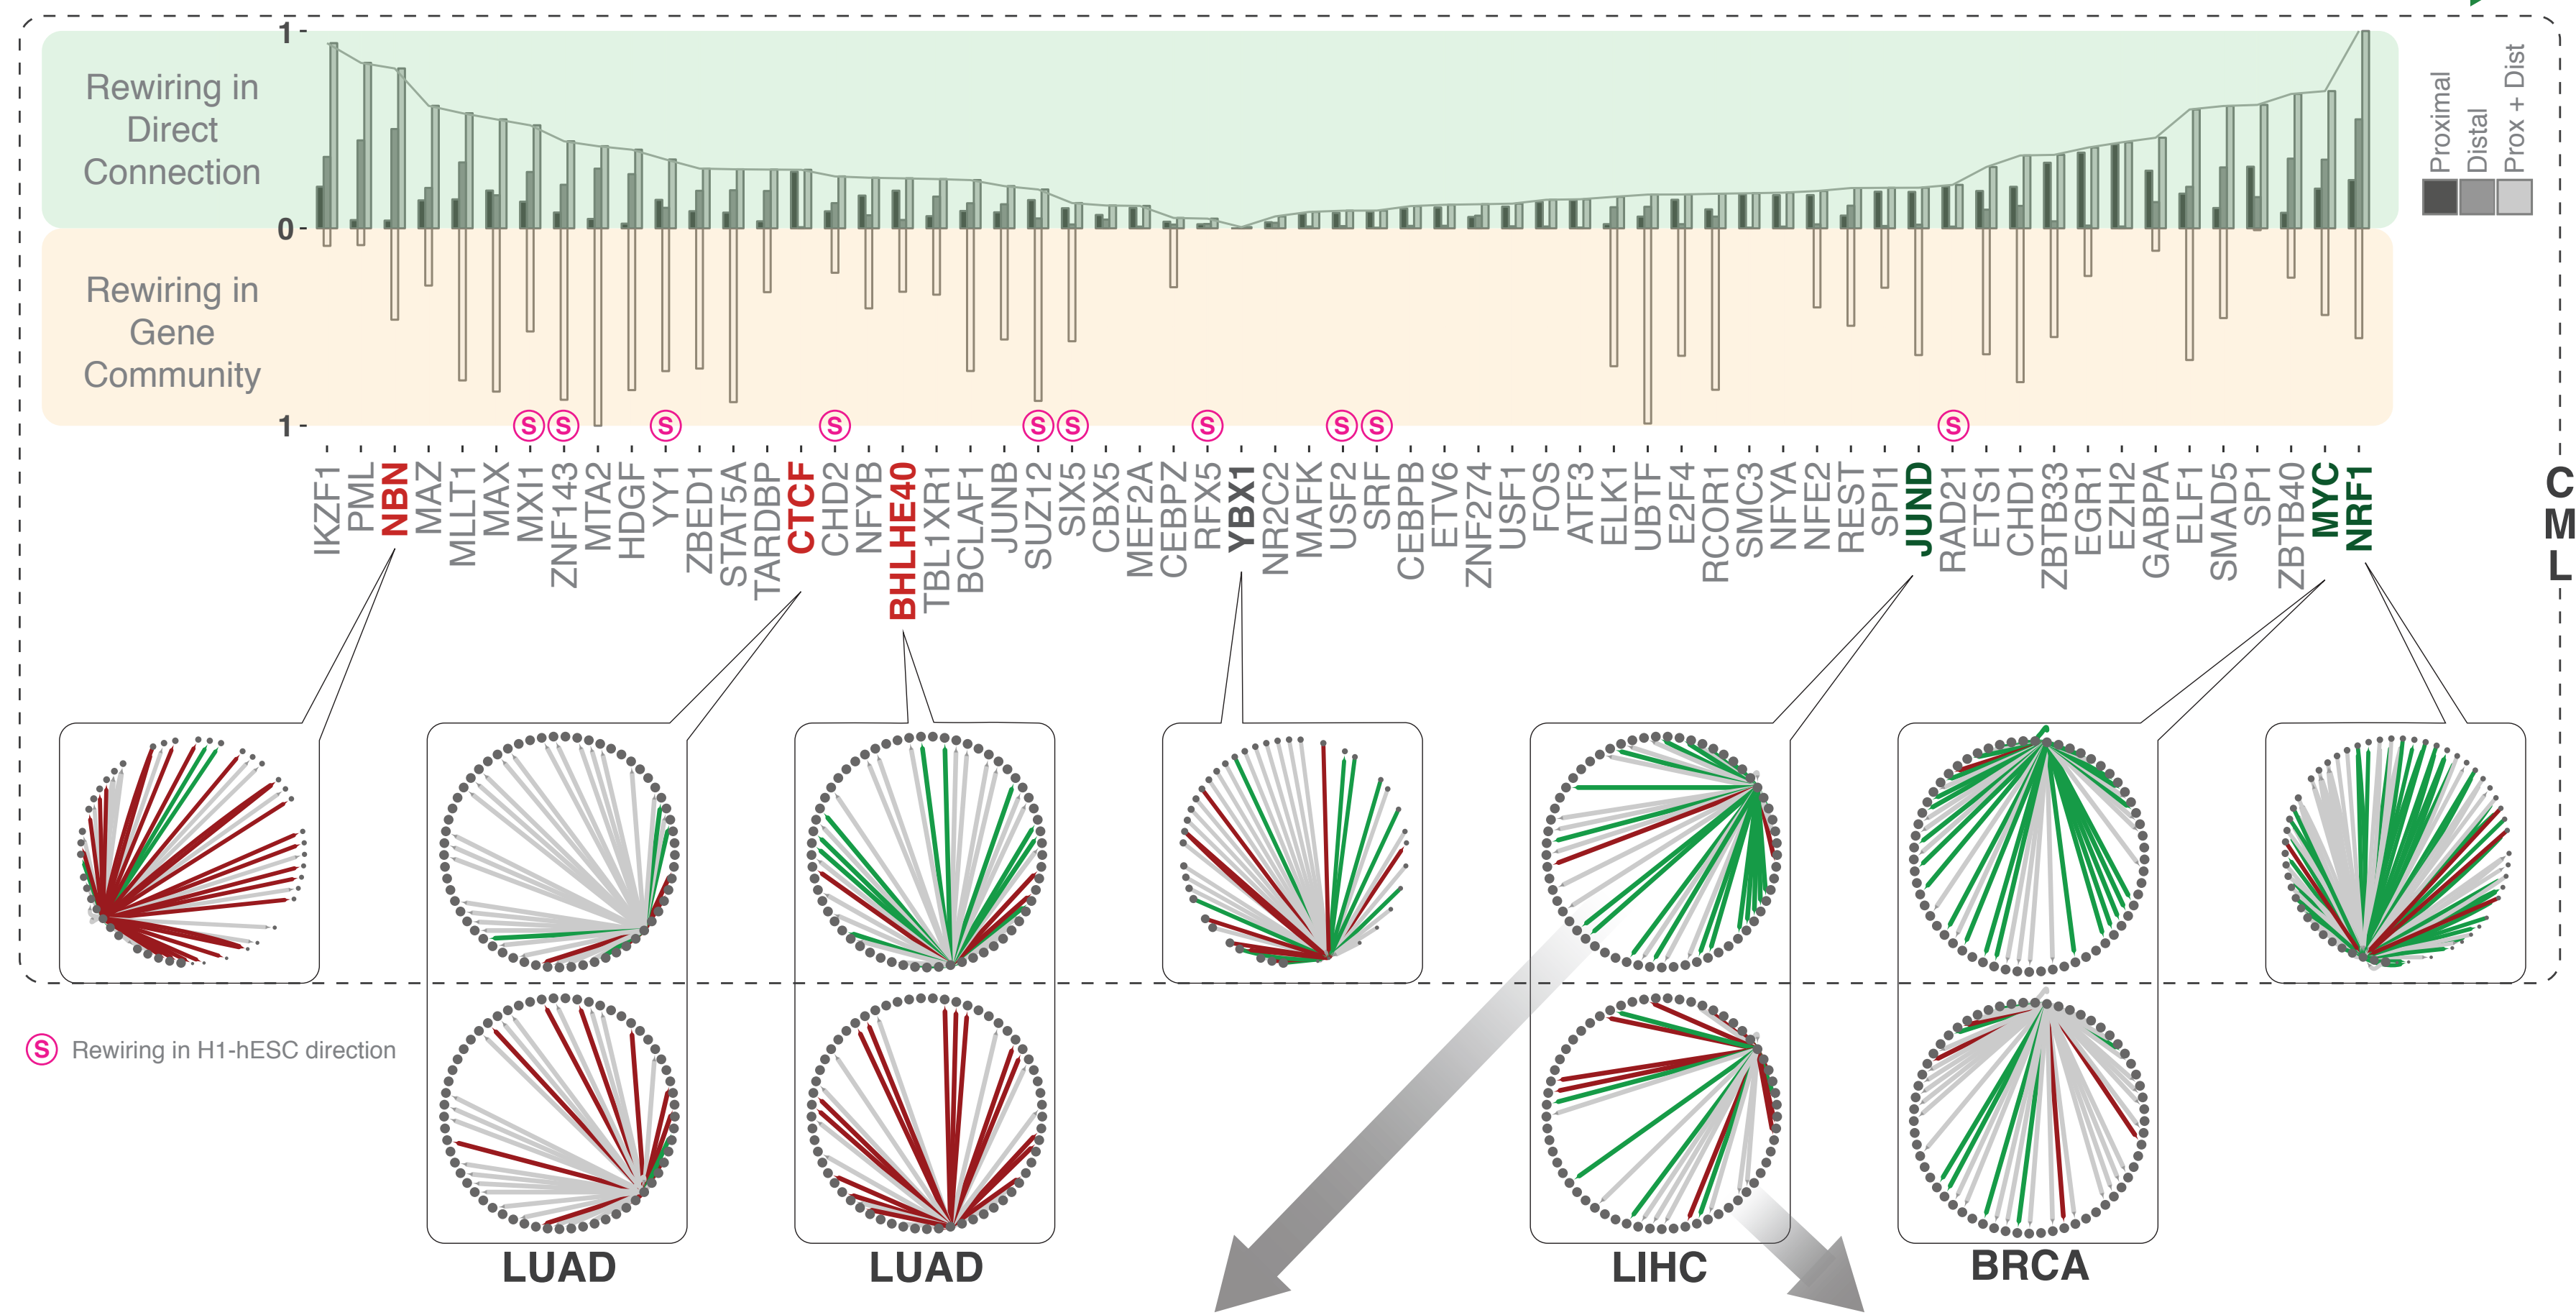 1
Rewiring in
Direct
Connection
0
Rewiring in
Gene
Community
1
Proximal
Distal
Prox + Dist
S S S S S S S S S S
IKZF1
PML
NBN
MAZ
MLLT1
MAX
MXI1
ZNF143
MTA2
HDGF
YY1
ZBED1
STAT5A
TARDBP
CTCF
CHD2
NFYB
BHLHE40
TBL1XR1
BCLAF1
JUNB
SUZ12
SIX5
CBX5
MEF2A
CEBPZ
RFX5
YBX1
NR2C2
MAFK
USF2
SRF
CEBPB
ETV6
ZNF274
USF1
FOS
ATF3
ELK1
UBTF
E2F4
RCOR1
SMC3
NFYA
NFE2
REST
SPI1
JUND
RAD21
ETS1
CHD1
ZBTB33
EGR1
EZH2
GABPA
ELF1
SMAD5
SP1
ZBTB40
MYC
NRF1
C
M
L
S Rewiring in H1-hESC direction
LUAD
LUAD
LIHC
BRCA